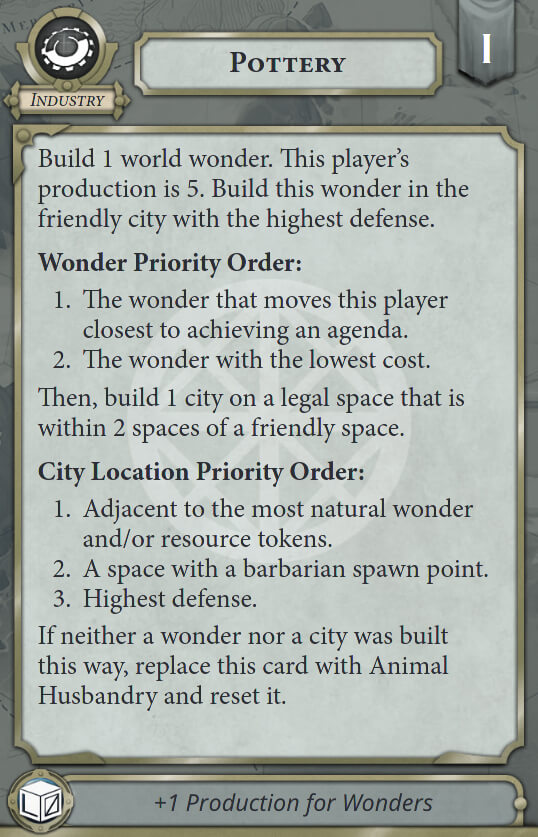 POTTERY
I
INDUSTRY
Build 1 world wonder. This player's
production is 5. Build this wonder in the
friendly city with the highest defense.
Wonder Priority Order:
1. The wonder that moves this player
closest to achieving an agenda.
2. The wonder with the lowest cost.
Then, build 1 city on a legal space that is
within 2 spaces of a friendly space.
City Location Priority Order:
1. Adjacent to the most natural wonder
and/or resource tokens.
2. A space with a barbarian spawn point.
3. Highest defense.
If neither a wonder nor a city was built
this way, replace this card with Animal
Husbandry and reset it.
+1 Production for Wonders